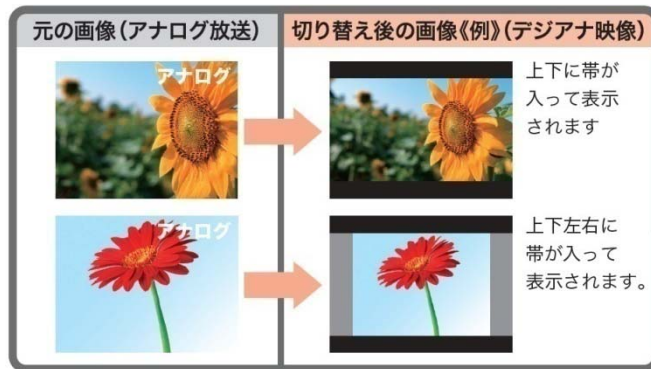 元の画像(アナログ放送)
切り替え後の画像《例》(デジアナ映像)
アナログ
上下に帯が
入って表示
されます
アナログ
上下左右に
帯が入って
表示されます。